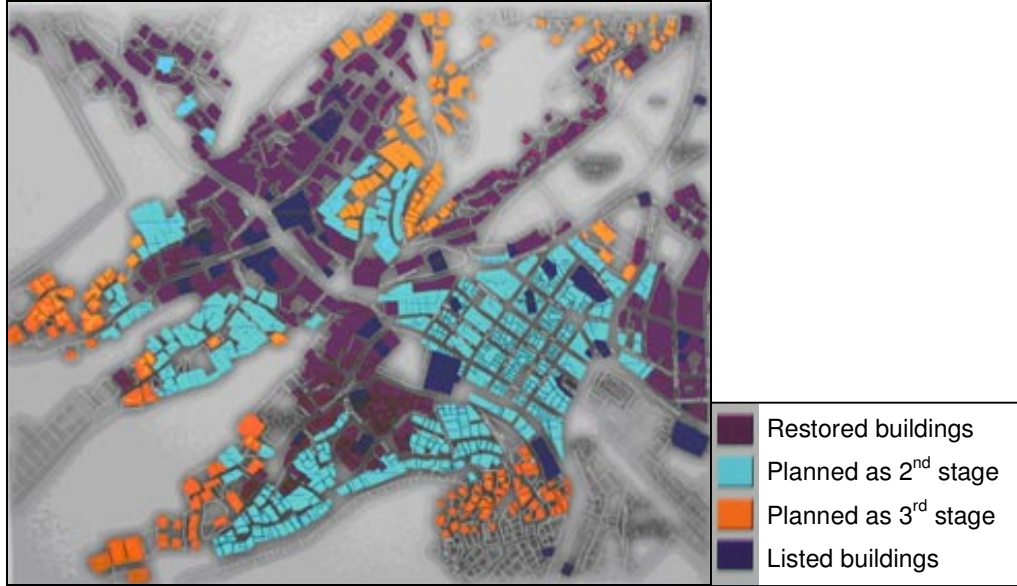 Restored buildings
Planned as 2nd stage
Planned as 3rd stage
Listed buildings